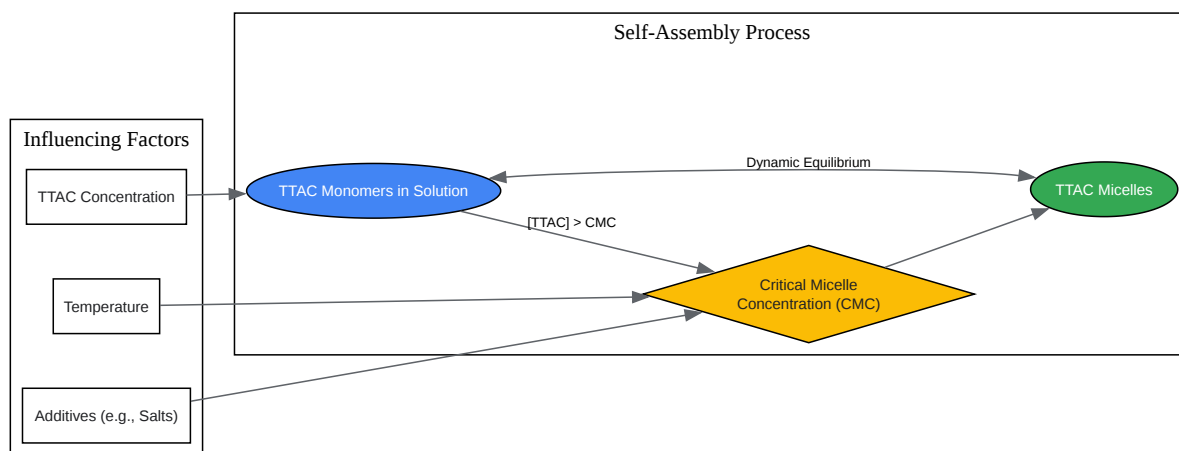 Self-Assembly Process
Influencing Factors
TTAC Concentration
Temperature
Additives (e.g., Salts)
TTAC Monomers in Solution
Dynamic Equilibrium
[TTAC] > CMC
Critical Micelle
Concentration (CMC)
TTAC Micelles